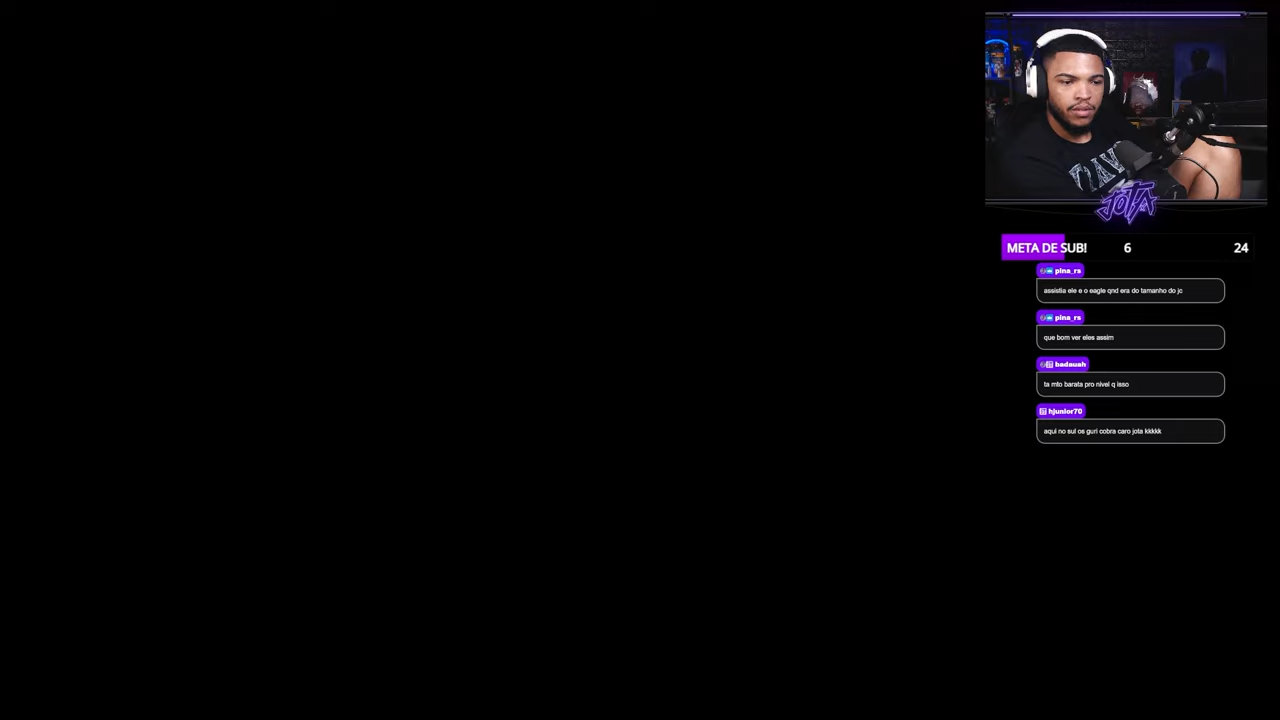 JOTA
META DE SUB! 6 24
pina_rs
assistia ele e o eagle qnd era do tamanho do jc
pina_rs
que bom ver eles assim
badauah
ta mto barata pro nivel q isso
hjunior70
aqui no sul os guri cobra caro jota kkkkk